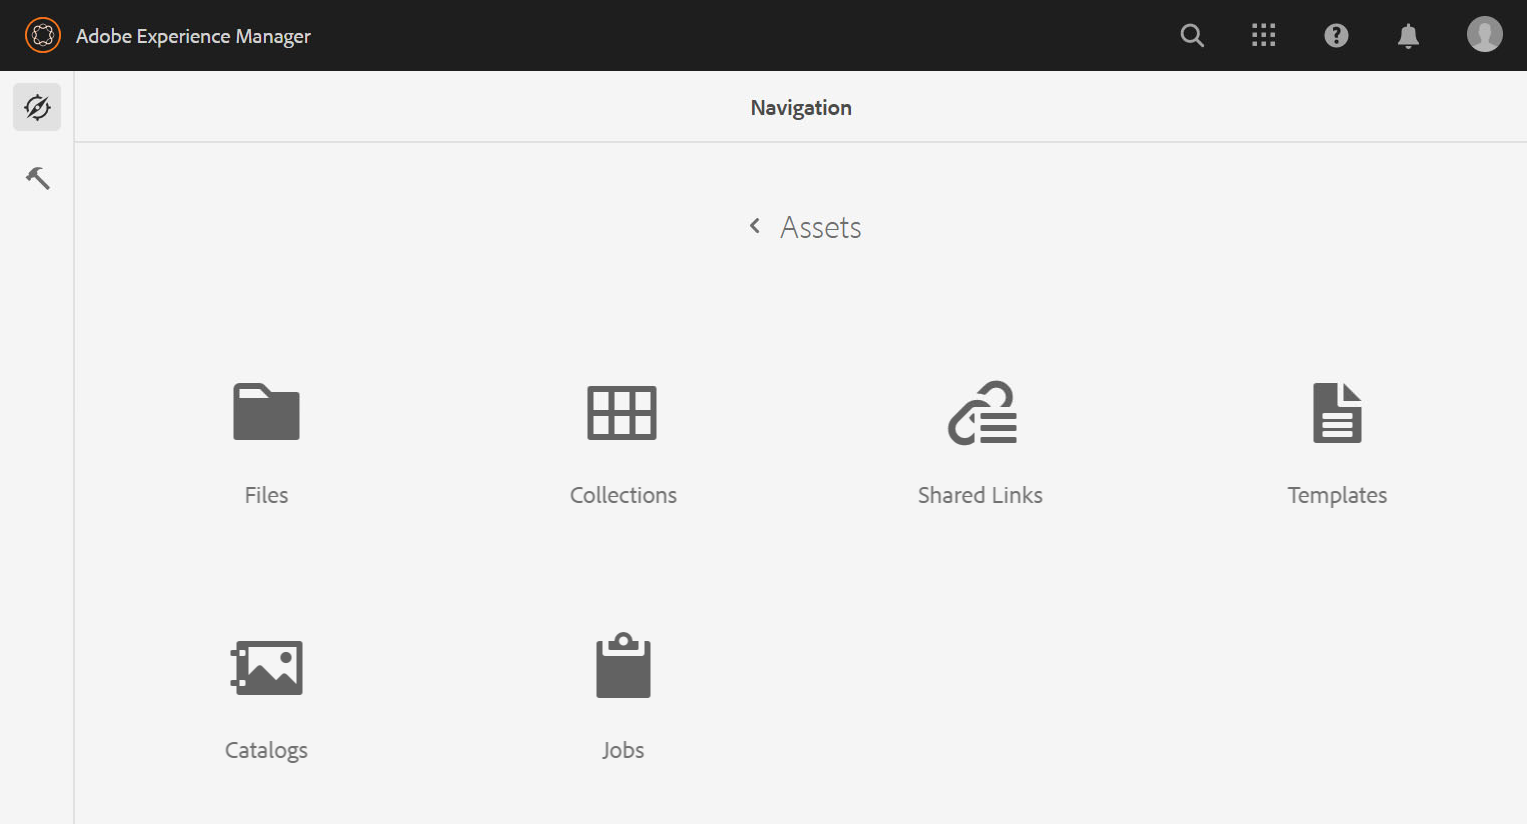 Adobe Experience Manager
Navigation
Assets
Files
Collections
Shared Links
Templates
Catalogs
Jobs